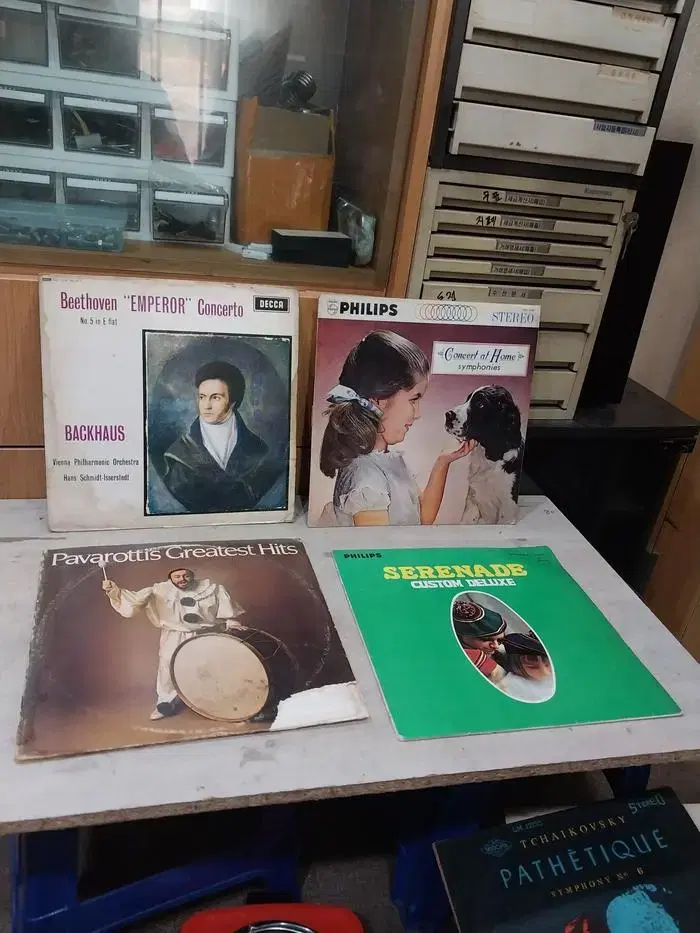 Beethoven "EMPEROR" Concerto
DECCA
No. 5 in E flat
BACKHAUS
Vienna Philharmonic Orchestra
Hans Schmidt-Isserstedt
PHILIPS
STEREO
Concert at Home
symphonies
Pavarotti's Greatest Hits
PHILIPS
SERENADE
CUSTOM DELUXE
STEREO
TCHAIKOVSKY
PATHÉTIQUE
SYMPHONY No 6